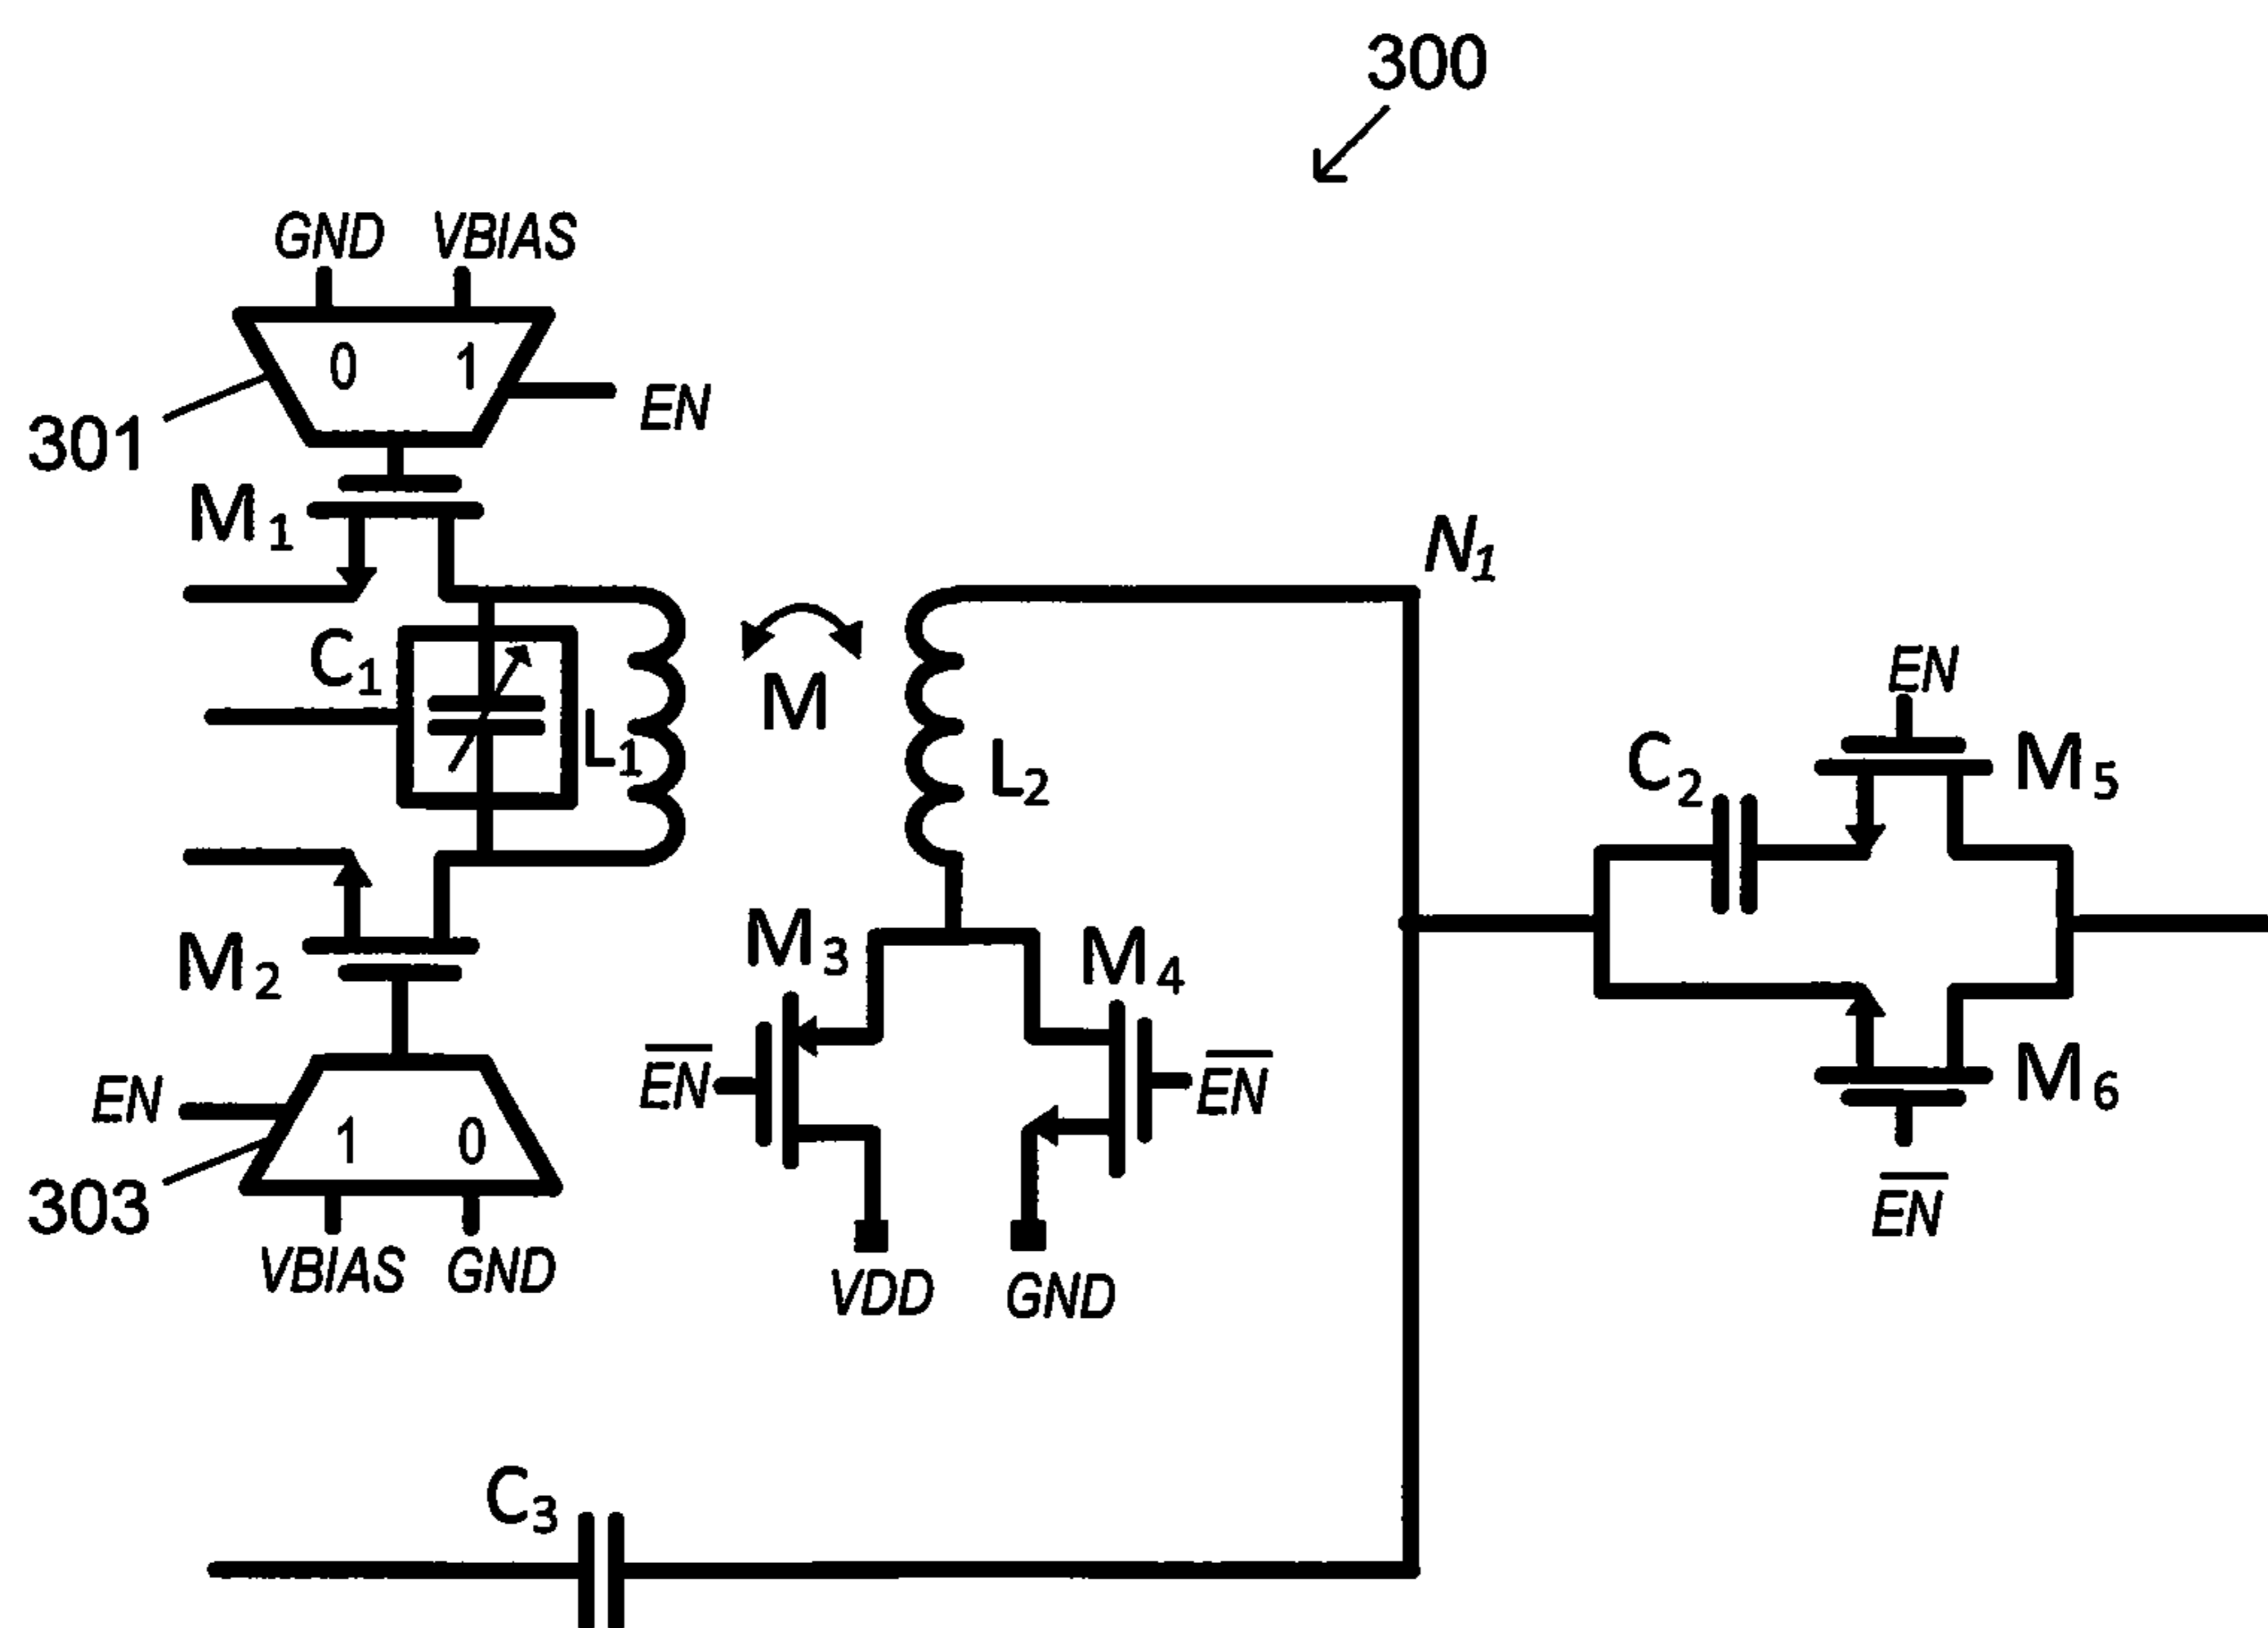 300
GND VBIAS
0 1
EN
301
M1
N1
C1
M
L1
L2
EN
C2
M5
M2
M3
M4
EN
EN
M6
EN
EN
1 0
303
VBIAS GND
VDD GND
C3